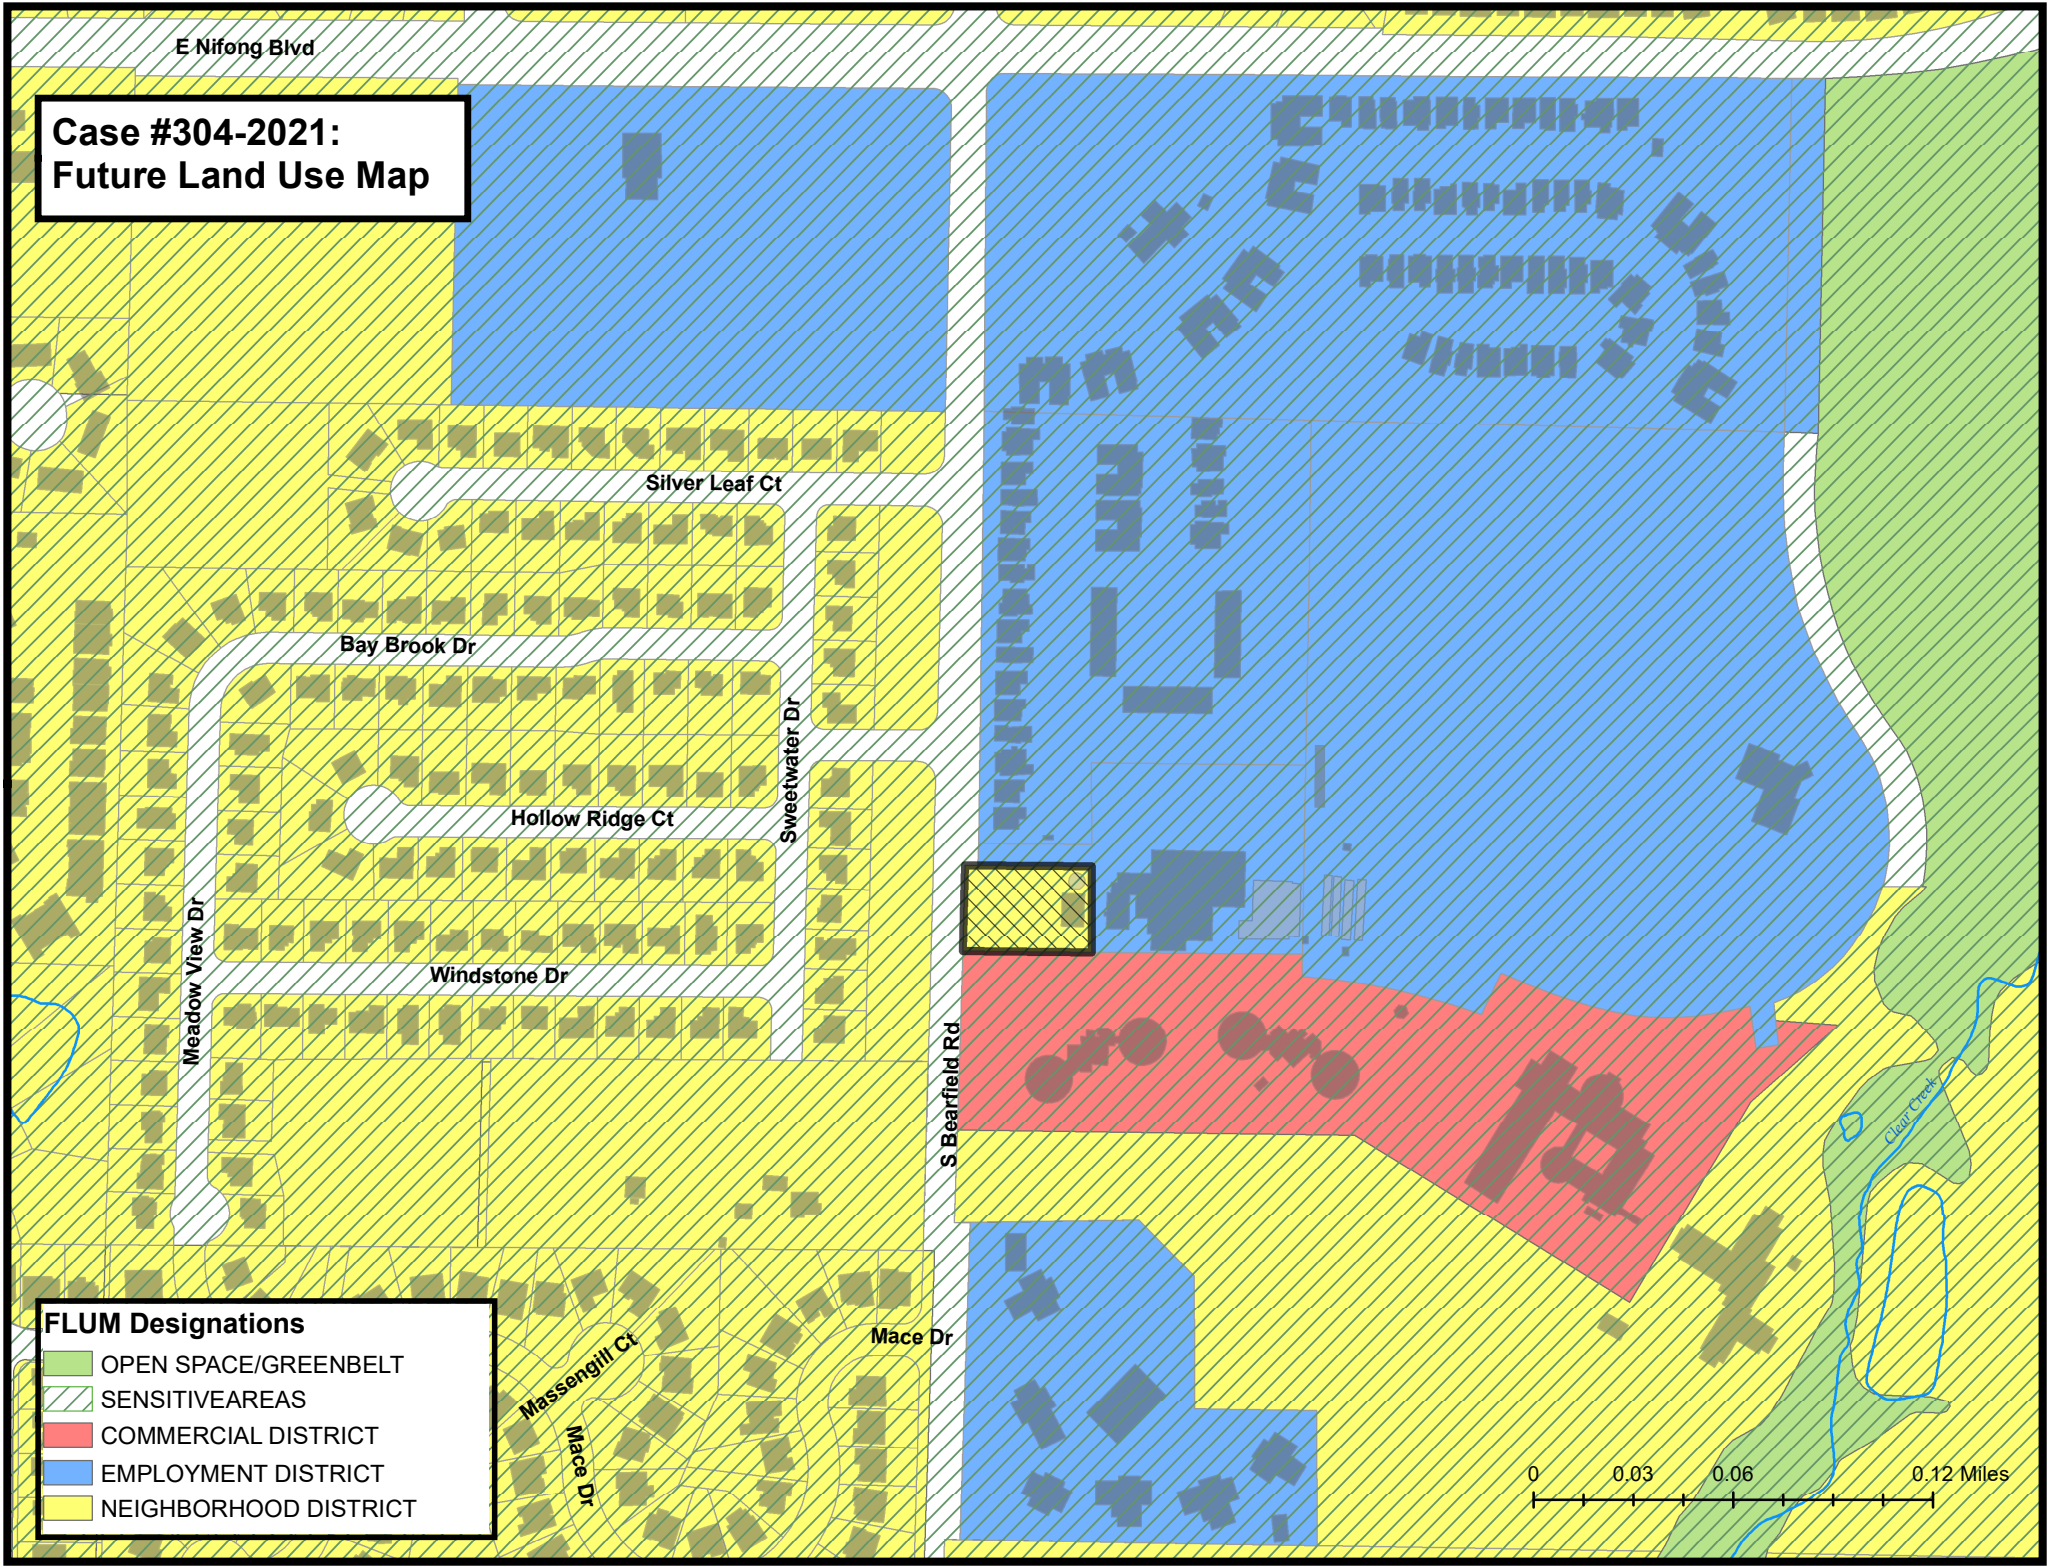 E Nifong Blvd
Case #304-2021:
Future Land Use Map
Silver Leaf Ct
Bay Brook Dr
Sweetwater Dr
Hollow Ridge Ct
Meadow View Dr
Windstone Dr
S Bearfield Rd
Clear Creek
Mace Dr
Massengill Ct
Mace Dr
FLUM Designations
OPEN SPACE/GREENBELT
SENSITIVEAREAS
COMMERCIAL DISTRICT
EMPLOYMENT DISTRICT
NEIGHBORHOOD DISTRICT
0 0.03 0.06 0.12 Miles